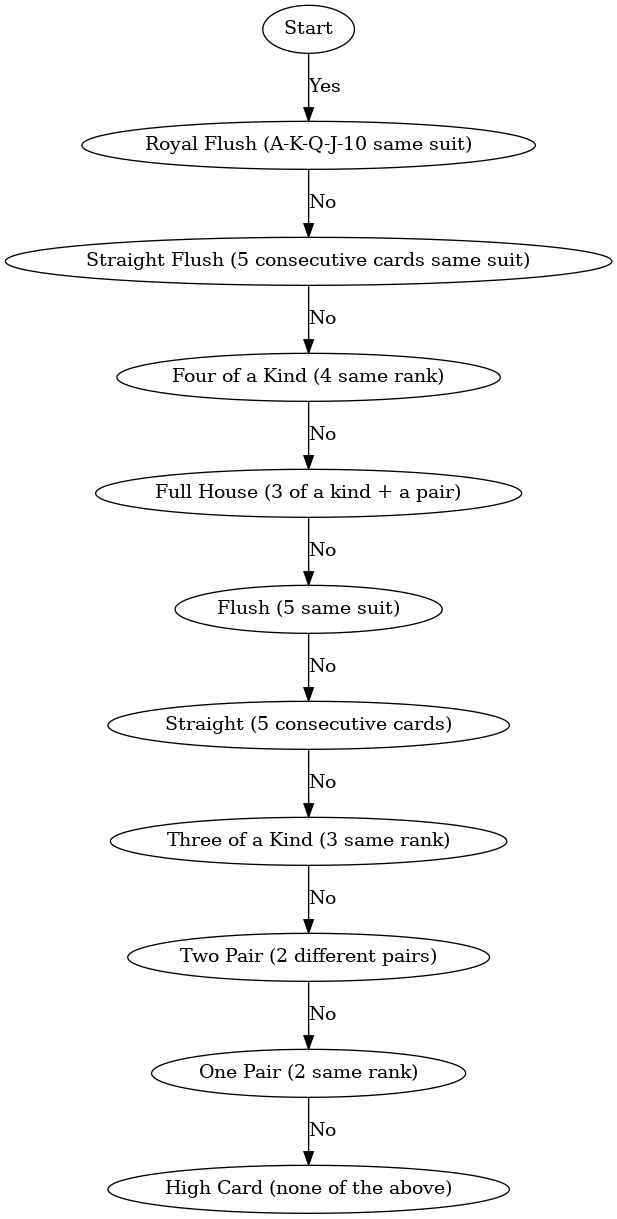 Start
Yes
Royal Flush (A-K-Q-J-10 same suit)
No
Straight Flush (5 consecutive cards same suit)
No
Four of a Kind (4 same rank)
No
Full House (3 of a kind + a pair)
No
Flush (5 same suit)
No
Straight (5 consecutive cards)
No
Three of a Kind (3 same rank)
No
Two Pair (2 different pairs)
No
One Pair (2 same rank)
No
High Card (none of the above)